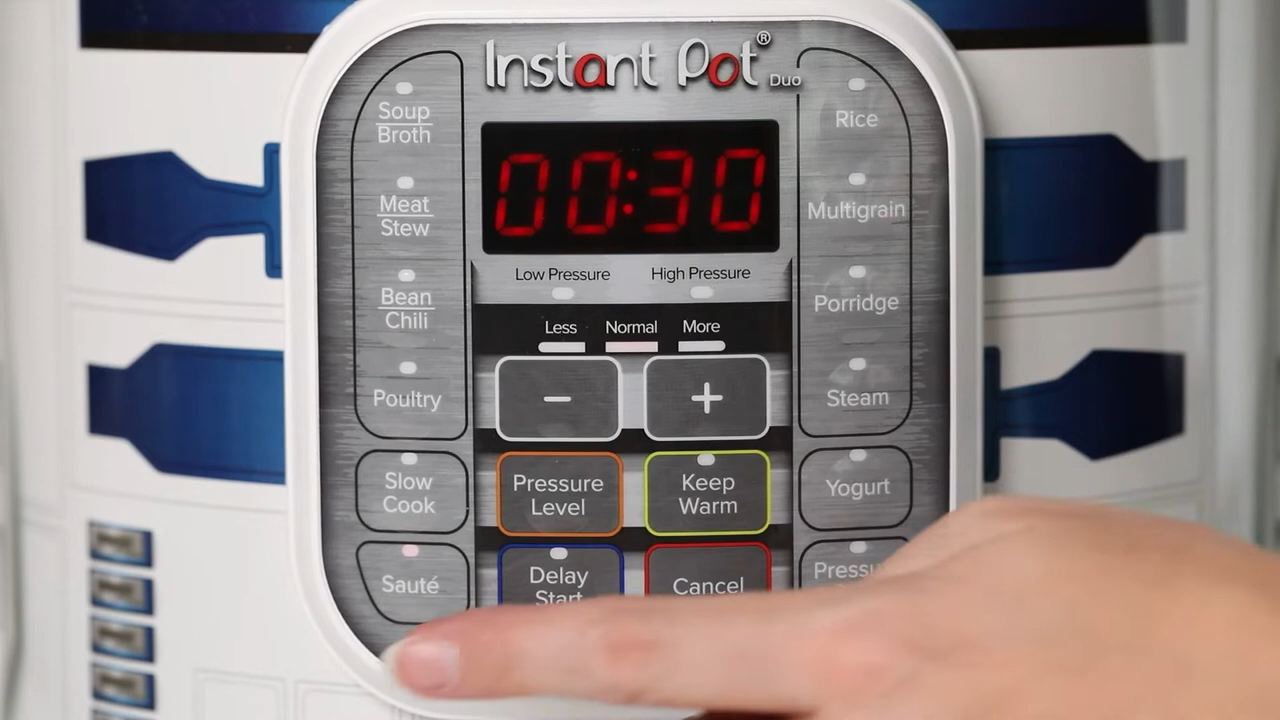 Instant Pot®
Duo
00:30
Soup
Broth
Meat
Stew
Bean
Chili
Poultry
Slow
Cook
Sauté
Low Pressure
High Pressure
Less
Normal
More
−
+
Pressure
Level
Keep
Warm
Delay
Start
Cancel
Rice
Multigrain
Porridge
Steam
Yogurt
Pressu